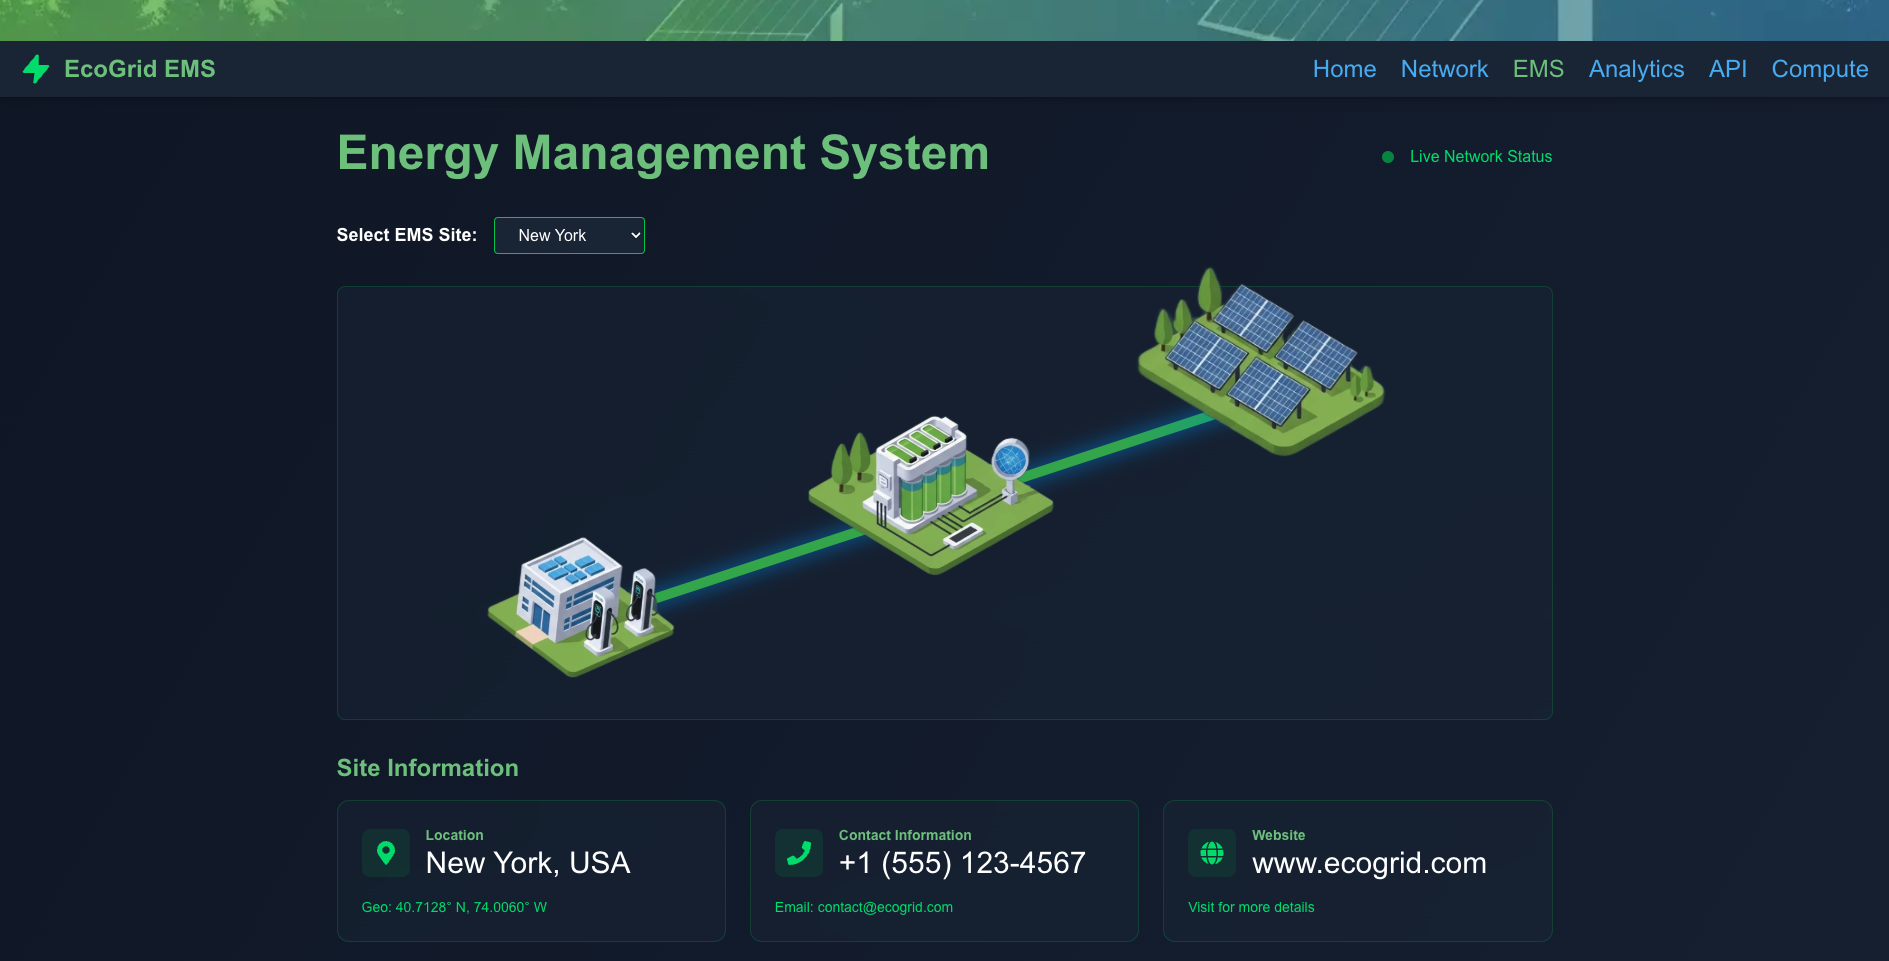 EcoGrid EMS
Home Network EMS Analytics API Compute
Energy Management System
Live Network Status
Select EMS Site: New York
Site Information
Location
New York, USA
Geo: 40.7128° N, 74.0060° W
Contact Information
+1 (555) 123-4567
Email: contact@ecogrid.com
Website
www.ecogrid.com
Visit for more details